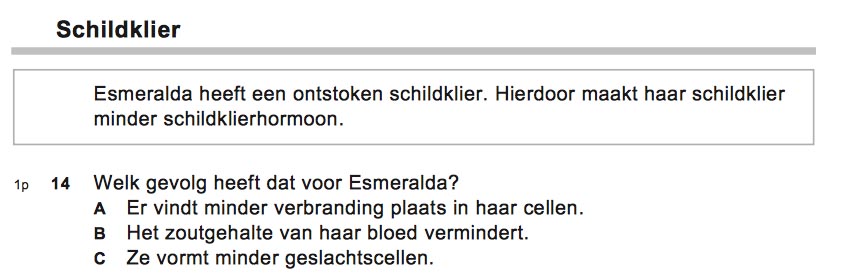 Schildklier
Esmeralda heeft een ontstoken schildklier. Hierdoor maakt haar schildklier
minder schildklierhormoon.
1p 14 Welk gevolg heeft dat voor Esmeralda?
A Er vindt minder verbranding plaats in haar cellen.
B Het zoutgehalte van haar bloed vermindert.
C Ze vormt minder geslachtscellen.